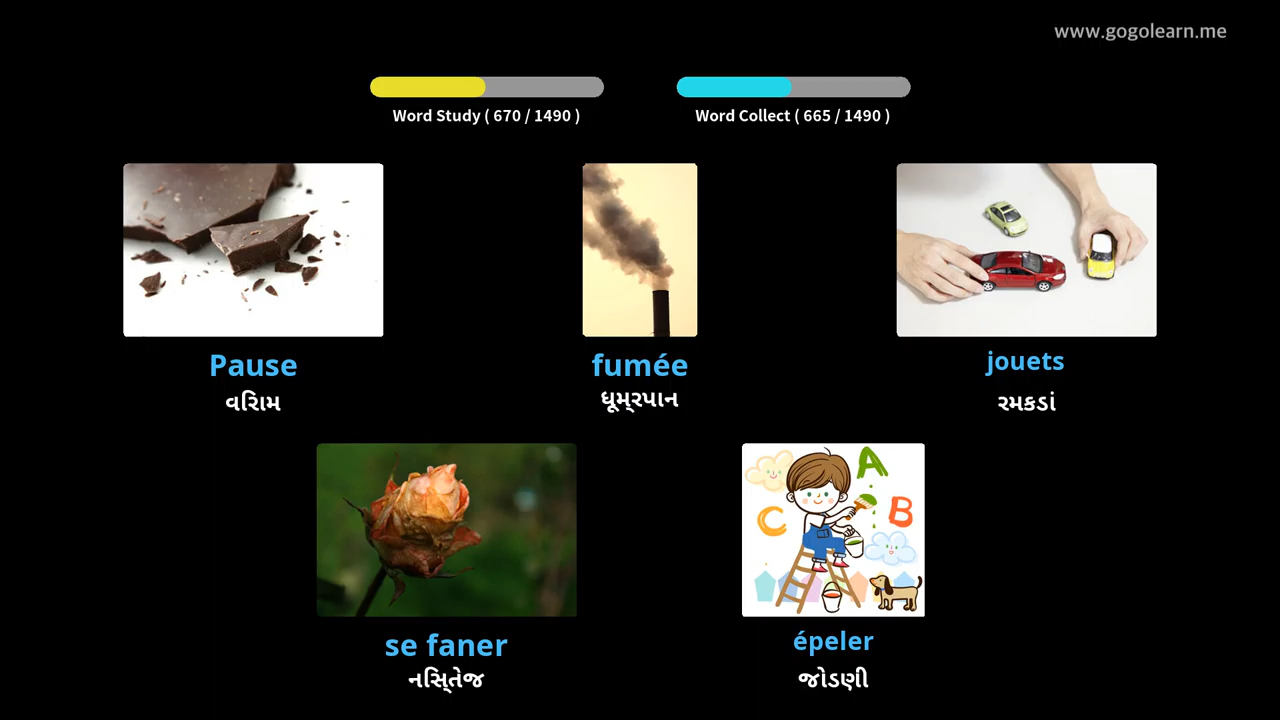 www.gogolearn.me
Word Study ( 670 / 1490 )
Word Collect ( 665 / 1490 )
Pause
વિરામ
fumée
ધૂમ્રપાન
jouets
રમકડાં
se faner
નિસ્તેજ
épeler
જોડણી
A
B
C